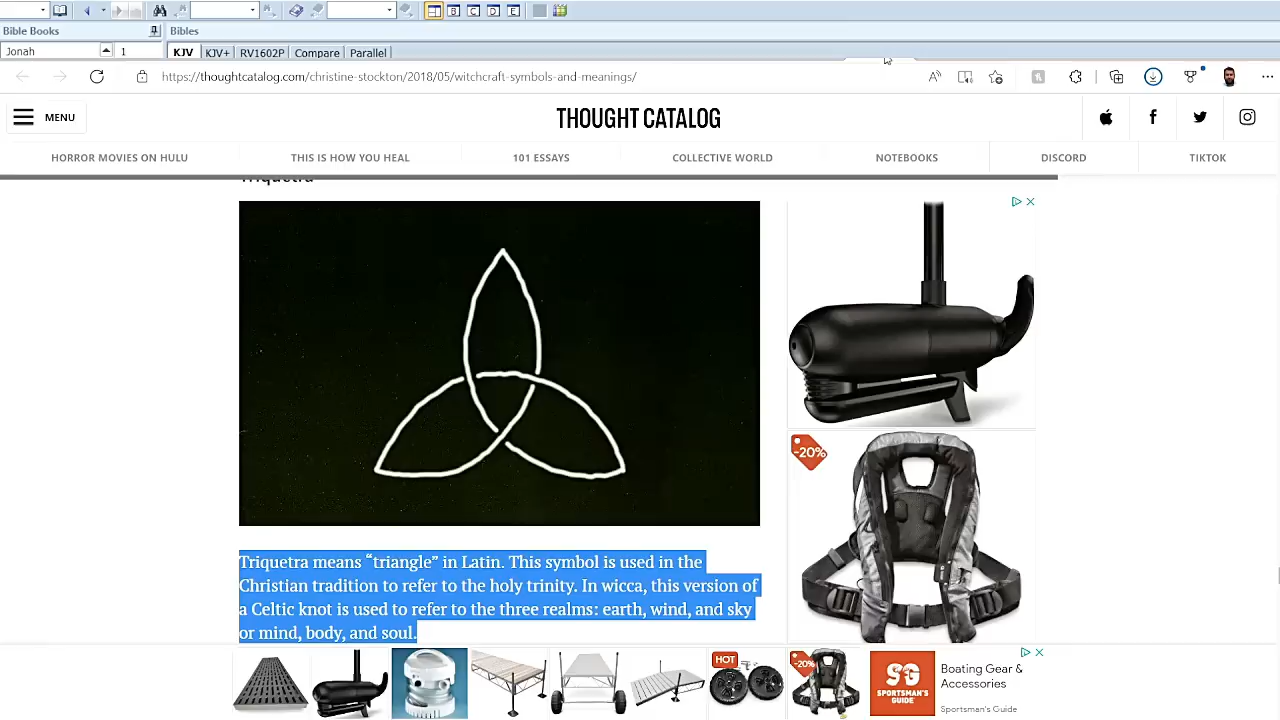 Bible Books
Bibles
Jonah
1
KJV
KJV+
RV1602P
Compare
Parallel
https://thoughtcatalog.com/christine-stockton/2018/05/witchcraft-symbols-and-meanings/
MENU
THOUGHT CATALOG
HORROR MOVIES ON HULU
THIS IS HOW YOU HEAL
101 ESSAYS
COLLECTIVE WORLD
NOTEBOOKS
DISCORD
TIKTOK
Triquetra
-20%
Triquetra means “triangle” in Latin. This symbol is used in the
Christian tradition to refer to the holy trinity. In wicca, this version of
a Celtic knot is used to refer to the three realms: earth, wind, and sky
or mind, body, and soul.
HOT
-20%
SG
SPORTSMAN'S
GUIDE
Boating Gear &
Accessories
Sportsman's Guide